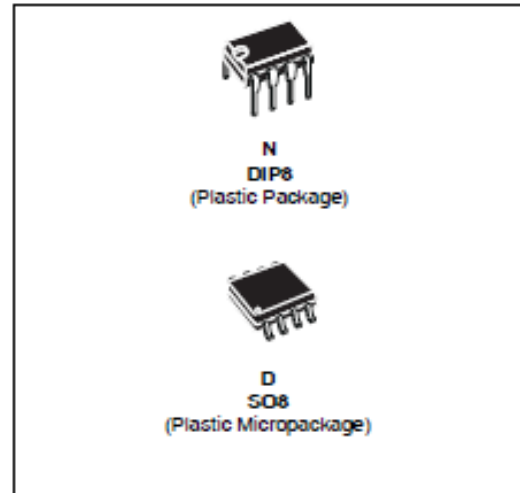 N
DIP8
(Plastic Package)
D
SO8
(Plastic Micropackage)